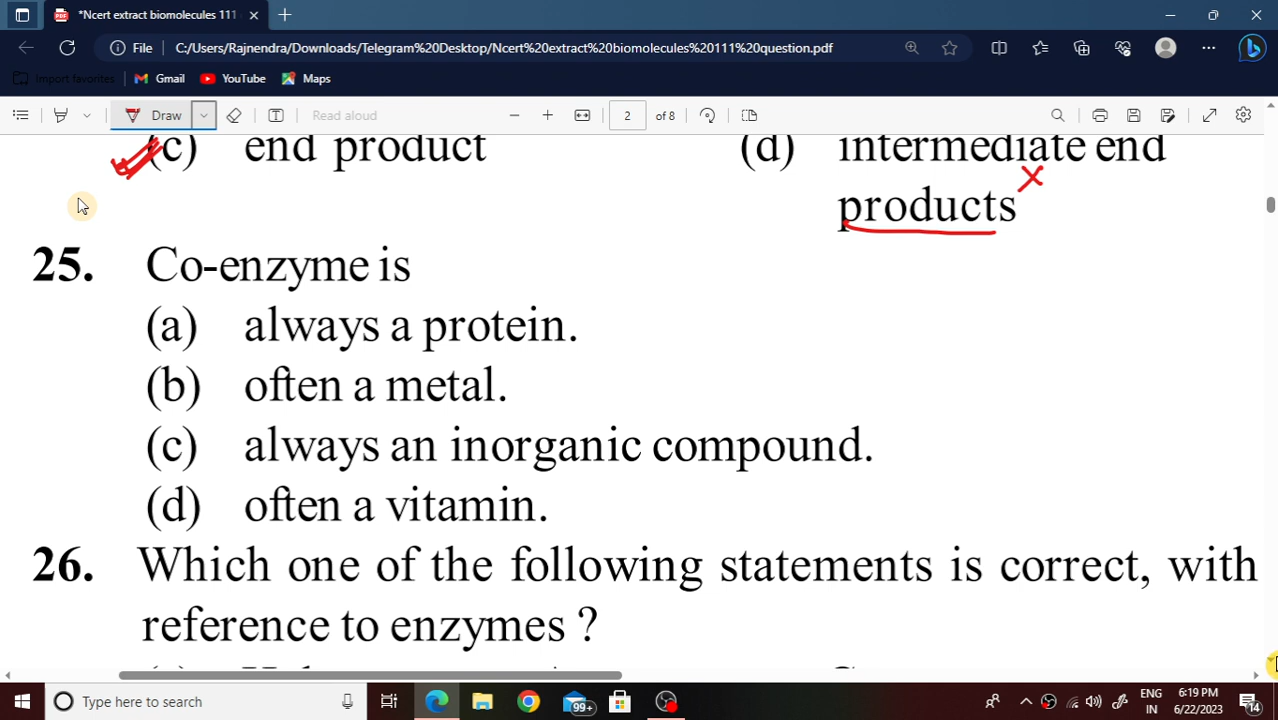 *Ncert extract biomolecules 111
File C:/Users/Rajnendra/Downloads/Telegram%20Desktop/Ncert%20extract%20biomolecules%20111%20question.pdf
Import favorites Gmail YouTube Maps
Draw Read aloud 2 of 8
(c) end product (d) intermediate end
products
25. Co-enzyme is
(a) always a protein.
(b) often a metal.
(c) always an inorganic compound.
(d) often a vitamin.
26. Which one of the following statements is correct, with
reference to enzymes ?
Type here to search 99+ ENG 6:19 PM
IN 6/22/2023 14